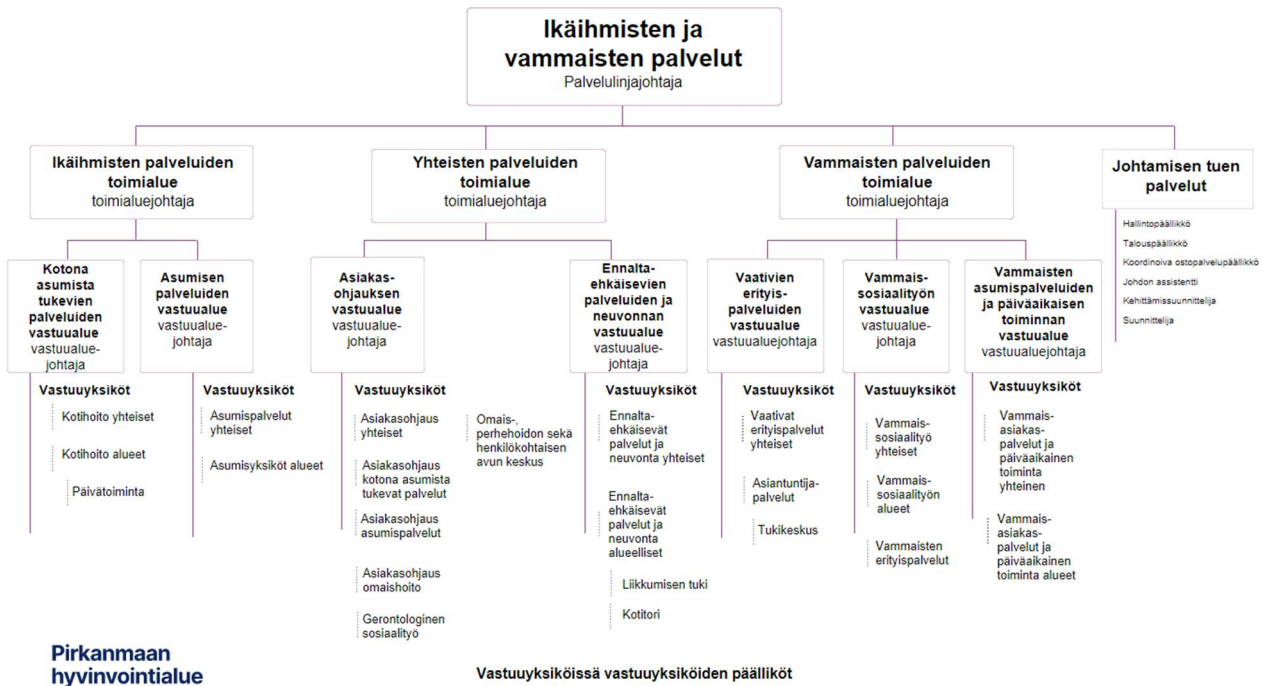 Ikäihmisten ja
vammaisten palvelut
Palvelulinjajohtaja
Ikäihmisten palveluiden
toimialue
toimialuejohtaja
Yhteisten palveluiden
toimialue
toimialuejohtaja
Vammaisten palveluiden
toimialue
toimialuejohtaja
Johtamisen tuen
palvelut
Hallintopäällikkö
Talouspäällikkö
Koordinoiva ostopalvelupäällikkö
Johdon assistentti
Kehittämissuunnittelija
Suunnittelija
Kotona
asumista
tukevien
palveluiden
vastuualue
vastuualue-
johtaja
Vastuuyksiköt
Kotihoito yhteiset
Kotihoito alueet
Päivätoiminta
Asumisen
palveluiden
vastuualue
vastuualue-
johtaja
Vastuuyksiköt
Asumispalvelut
yhteiset
Asumisyksiköt alueet
Asiakas-
ohjauksen
vastuualue
vastuualue-
johtaja
Vastuuyksiköt
Asiakasohjaus
yhteiset
Asiakasohjaus
kotona asumista
tukevat palvelut
Asiakasohjaus
asumispalvelut
Asiakasohjaus
omaishoito
Gerontologinen
sosiaalityö
Omais-,
perhehoidon sekä
henkilökohtaisen
avun keskus
Ennalta-
ehkäisevien
palveluiden ja
neuvonnan
vastuualue
vastuualue-
johtaja
Vastuuyksiköt
Ennalta-
ehkäisevät
palvelut ja
neuvonta yhteiset
Ennalta-
ehkäisevät
palvelut ja
neuvonta
alueelliset
Liikkumisen tuki
Kotitori
Vaativien
erityis-
palveluiden
vastuualue
vastuualuejohtaja
Vastuuyksiköt
Vaativat
erityispalvelut
yhteiset
Asiantuntija-
palvelut
Tukikeskus
Vammais-
sosiaalityön
vastuualue
vastuualue-
johtaja
Vastuuyksiköt
Vammais-
sosiaalityö
yhteiset
Vammais-
sosiaalityön
alueet
Vammaisten
erityispalvelut
Vammaisten
asumispalveluiden
ja päiväaikaisen
toiminnan
vastuualue
vastuualuejohtaja
Vastuuyksiköt
Vammais-
asiakas-
palvelut ja
päiväaikainen
toiminta
yhteinen
Vammais-
asiakas-
palvelut ja
päiväaikainen
toiminta alueet
Pirkanmaan
hyvinvointialue
Vastuuyksiköissä vastuuyksiköiden päälliköt